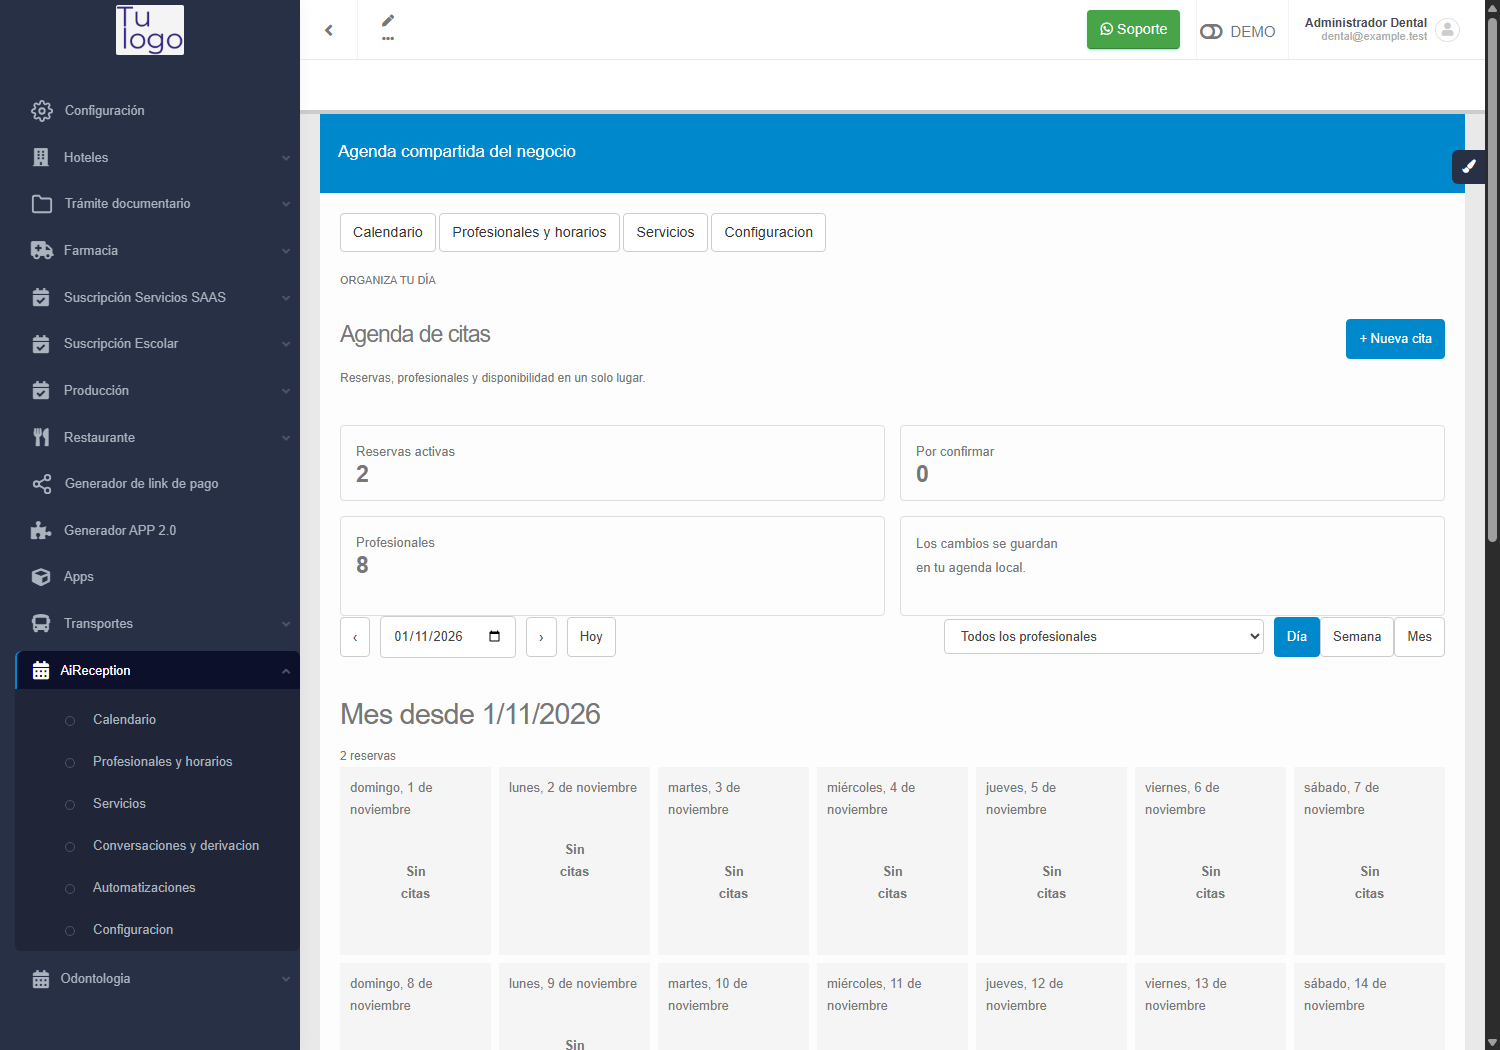 Tu
logo
Configuración
Hoteles
Trámite documentario
Farmacia
Suscripción Servicios SAAS
Suscripción Escolar
Producción
Restaurante
Generador de link de pago
Generador APP 2.0
Apps
Transportes
AiReception
Calendario
Profesionales y horarios
Servicios
Conversaciones y derivacion
Automatizaciones
Configuracion
Odontologia
Soporte
DEMO
Administrador Dental
dental@example.test
Agenda compartida del negocio
Calendario
Profesionales y horarios
Servicios
Configuracion
ORGANIZA TU DÍA
Agenda de citas
+ Nueva cita
Reservas, profesionales y disponibilidad en un solo lugar.
Reservas activas
2
Por confirmar
0
Profesionales
8
Los cambios se guardan
en tu agenda local.
‹
01/11/2026
›
Hoy
Todos los profesionales
Día
Semana
Mes
Mes desde 1/11/2026
2 reservas
domingo, 1 de
noviembre
Sin
citas
lunes, 2 de noviembre
Sin
citas
martes, 3 de
noviembre
Sin
citas
miércoles, 4 de
noviembre
Sin
citas
jueves, 5 de
noviembre
Sin
citas
viernes, 6 de
noviembre
Sin
citas
sábado, 7 de
noviembre
Sin
citas
domingo, 8 de
noviembre
lunes, 9 de noviembre
Sin
martes, 10 de
noviembre
miércoles, 11 de
noviembre
jueves, 12 de
noviembre
viernes, 13 de
noviembre
sábado, 14 de
noviembre